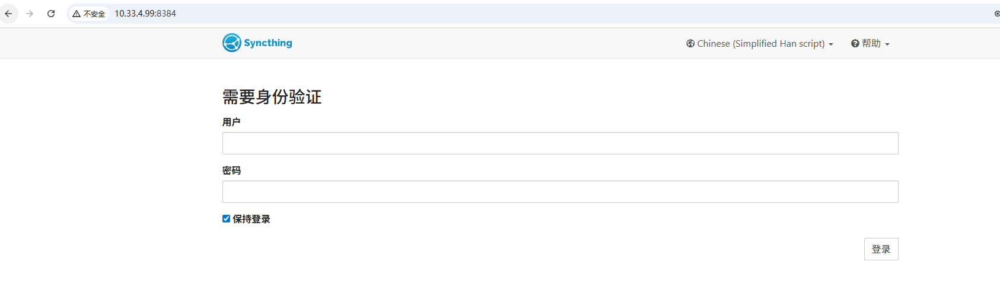 不安全 10.33.4.99:8384
Syncthing Chinese (Simplified Han script) 帮助
需要身份验证
用户
密码
保持登录
登录